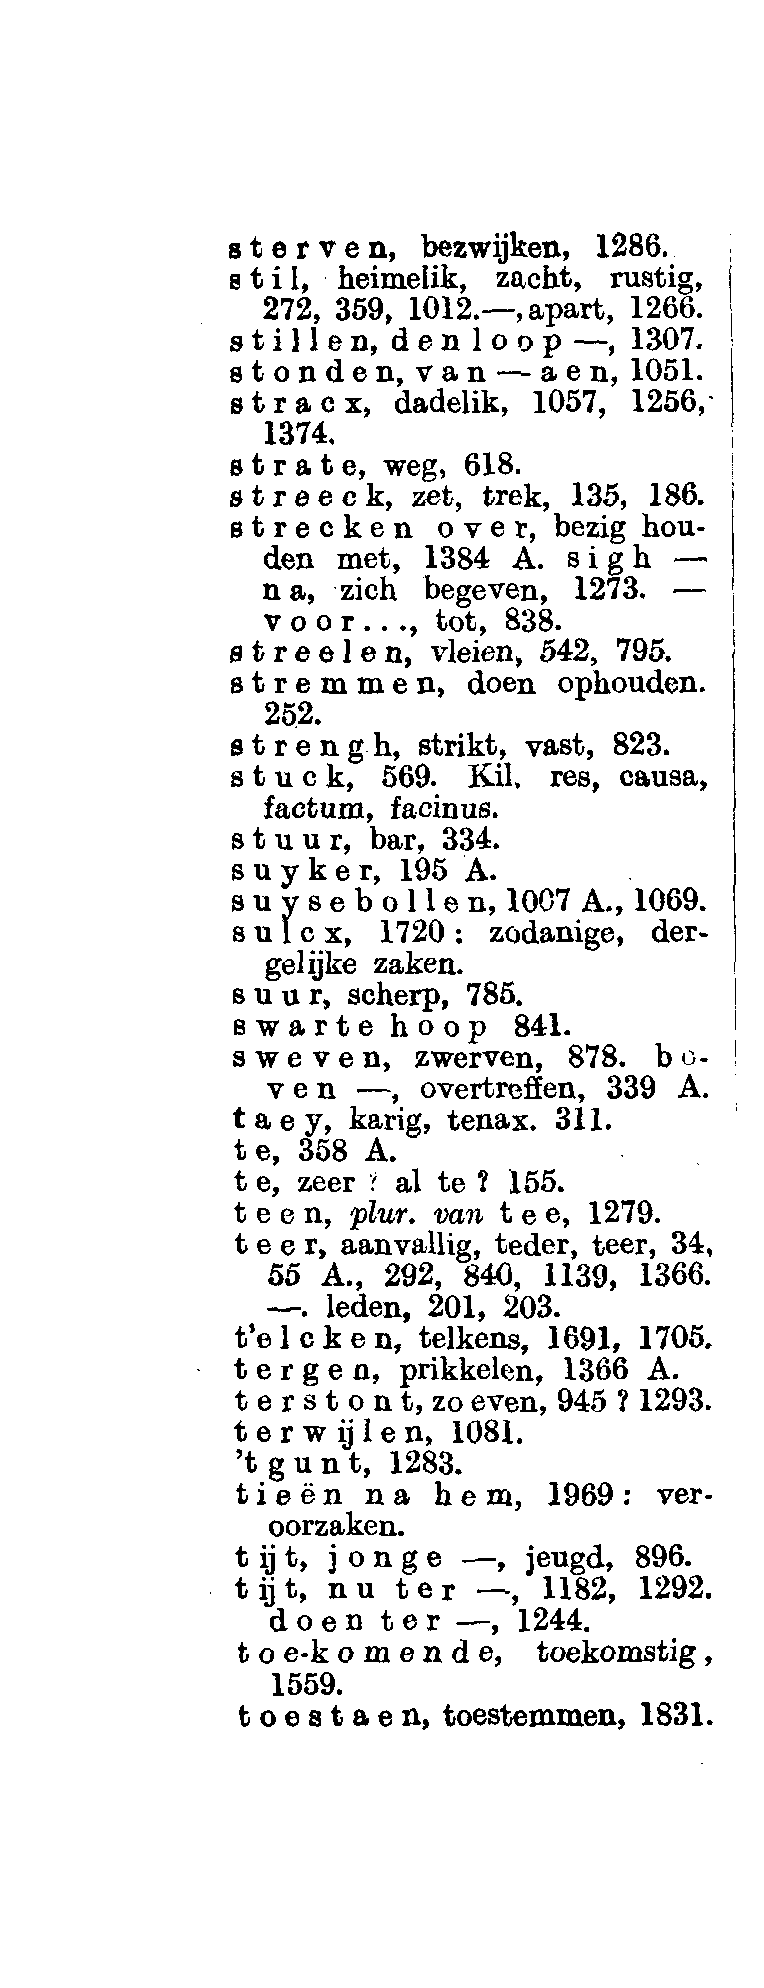 sterven, bezwijken, 1286.
stil, heimelik, zacht, rustig,
272, 359, 1012.—, apart, 1266.
stillen, den loop —, 1307.
stonden, van — aen, 1051.
stracx, dadelik, 1057, 1256,
1374.
strate, weg, 618.
streeck, zet, trek, 135, 186.
strecken over, bezig hou-
den met, 1384 A. sigh —
na, zich begeven, 1273. —
voor..., tot, 838.
streelen, vleien, 542, 795.
stremmen, doen ophouden.
252.
strengh, strikt, vast, 823.
stuck, 569. Kil. res, causa,
factum, facinus.
stuur, bar, 334.
suyker, 195 A.
suysebollen, 1007 A., 1069.
sulcx, 1720: zodanige, der-
gelijke zaken.
suur, scherp, 785.
swarte hoop 841.
sweven, zwerven, 878. bo-
ven —, overtreffen, 339 A.
taey, karig, tenax. 311.
te, 358 A.
te, zeer ? al te ? 155.
teen, plur. van tee, 1279.
teer, aanvallig, teder, teer, 34,
55 A., 292, 840, 1139, 1366.
—. leden, 201, 203.
t'elcken, telkens, 1691, 1705.
tergen, prikkelen, 1366 A.
terstont, zo even, 945 ? 1293.
terwijlen, 1081.
't gunt, 1283.
tieën na hem, 1969: ver-
oorzaken.
tijt, jonge —, jeugd, 896.
tijt, nu ter —, 1182, 1292.
doen ter —, 1244.
toe-komende, toekomstig,
1559.
toestaen, toestemmen, 1831.